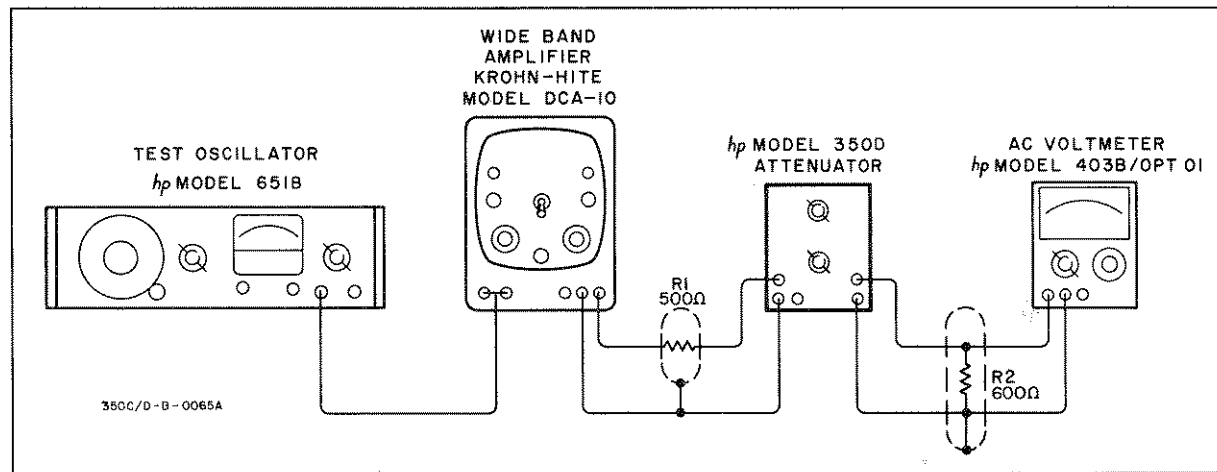 WIDE BAND
AMPLIFIER
KROHN-HITE
MODEL DCA-10
TEST OSCILLATOR
hp MODEL 651B
hp MODEL 350D
ATTENUATOR
AC VOLTMETER
hp MODEL 403B/OPT 01
R1
500Ω
R2
600Ω
350C/D-B-0065A